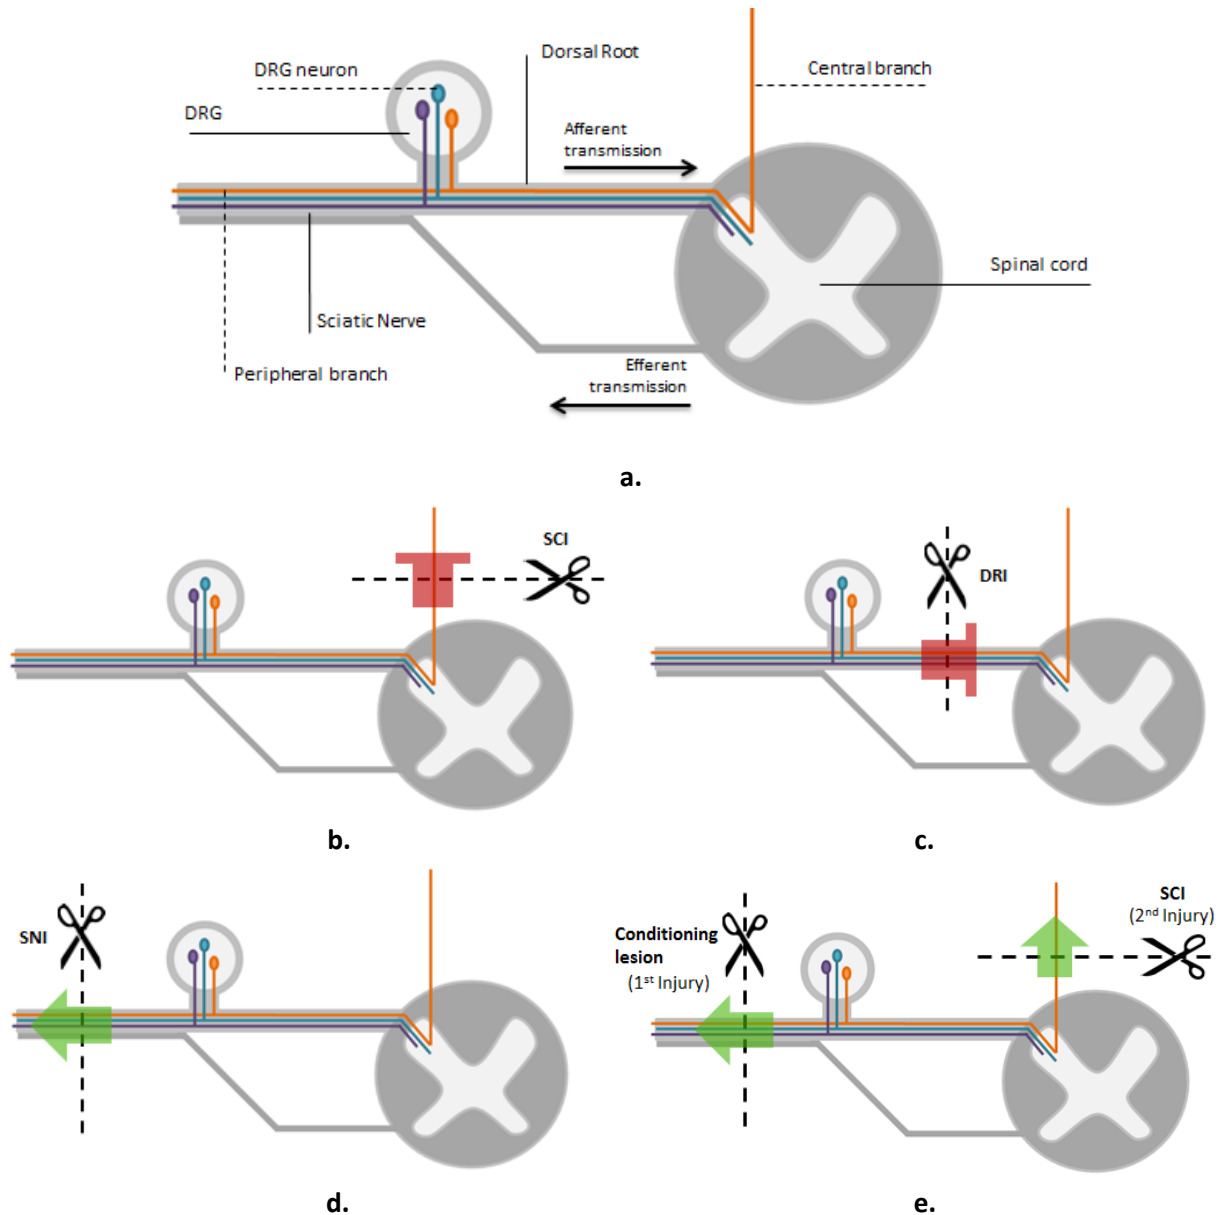 Dorsal Root
DRG neuron
Central branch
DRG
Afferent
transmission
Spinal cord
Sciatic Nerve
Peripheral branch
Efferent
transmission
a.
SCI
DRI
b.
c.
SNI
Conditioning
lesion
(1st Injury)
SCI
(2nd Injury)
d.
e.